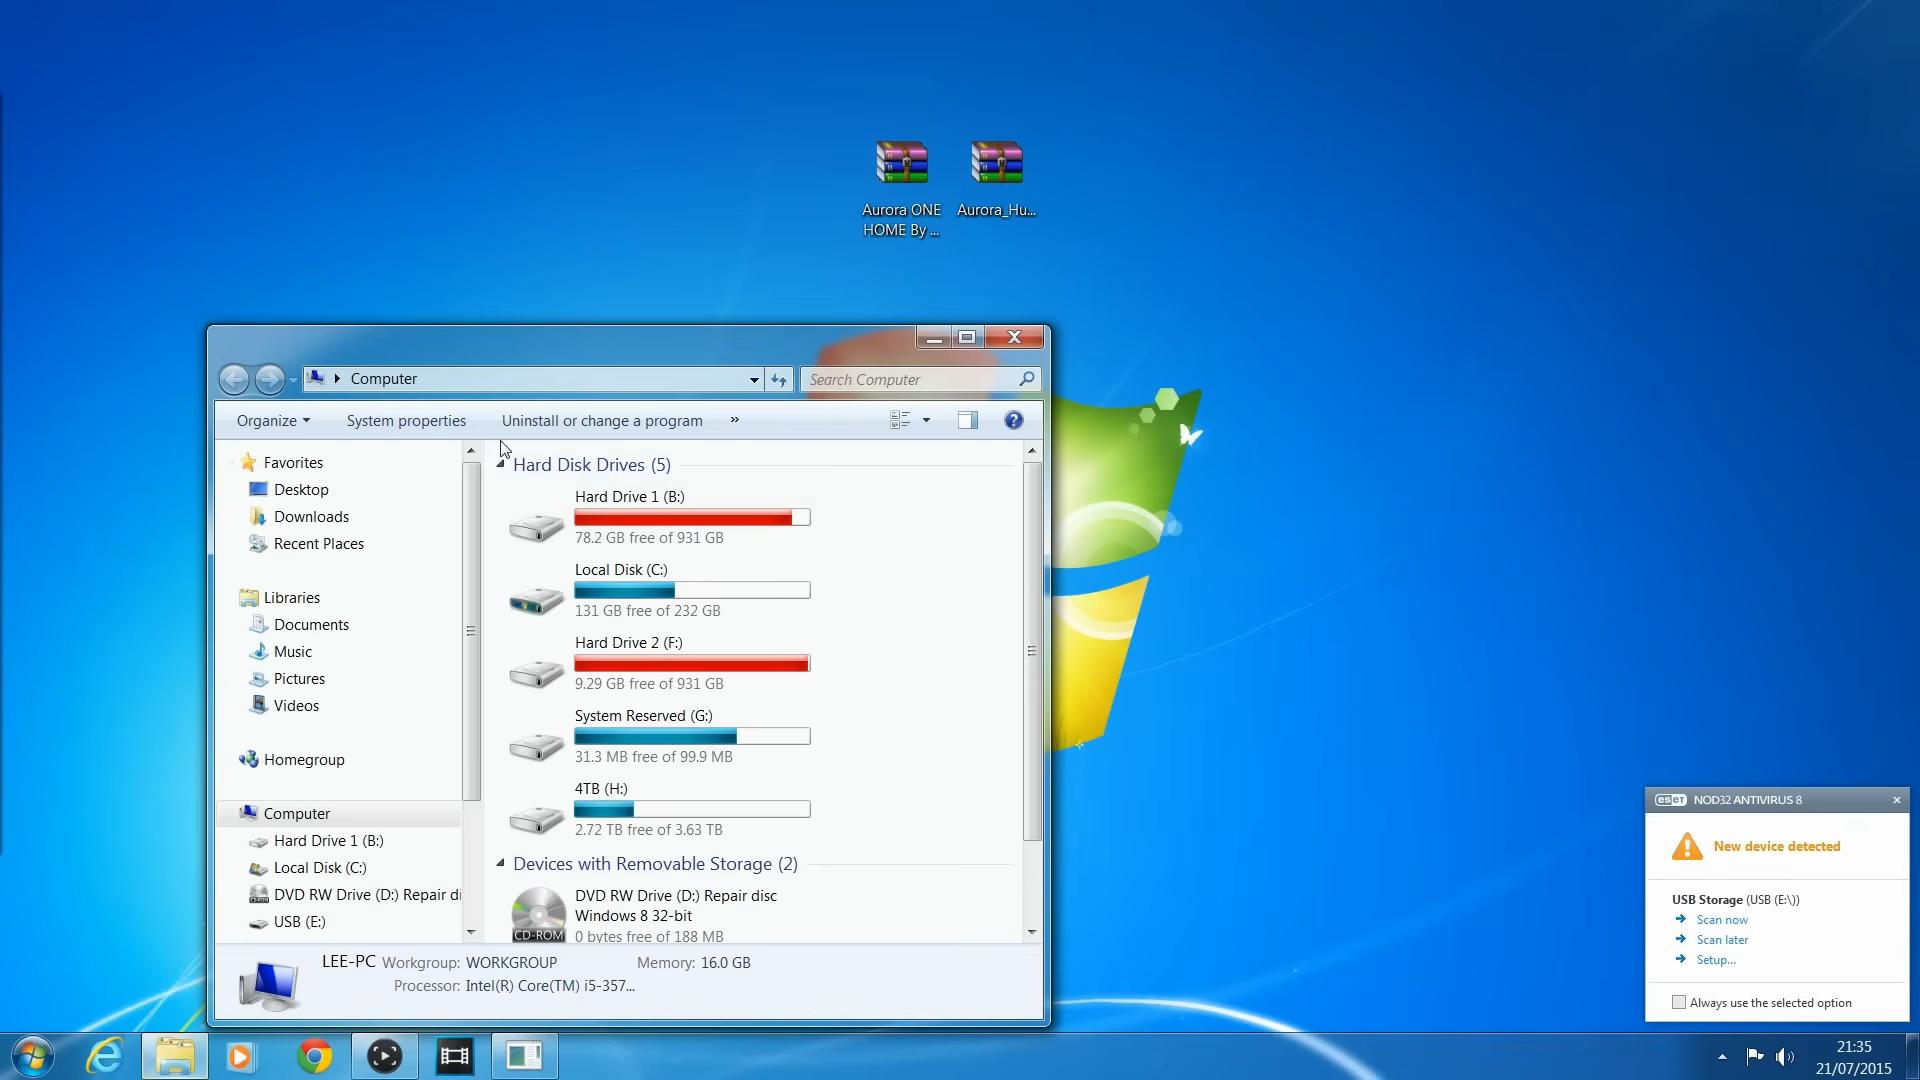 Aurora ONE
HOME By ...
Aurora_Hu...
Computer
Search Computer
Organize
System properties
Uninstall or change a program
»
Favorites
Desktop
Downloads
Recent Places
Libraries
Documents
Music
Pictures
Videos
Homegroup
Computer
Hard Drive 1 (B:)
Local Disk (C:)
DVD RW Drive (D:) Repair di
USB (E:)
Hard Disk Drives (5)
Hard Drive 1 (B:)
78.2 GB free of 931 GB
Local Disk (C:)
131 GB free of 232 GB
Hard Drive 2 (F:)
9.29 GB free of 931 GB
System Reserved (G:)
31.3 MB free of 99.9 MB
4TB (H:)
2.72 TB free of 3.63 TB
Devices with Removable Storage (2)
DVD RW Drive (D:) Repair disc
Windows 8 32-bit
0 bytes free of 188 MB
CD-ROM
LEE-PC Workgroup: WORKGROUP Memory: 16.0 GB
Processor: Intel(R) Core(TM) i5-357...
eset NOD32 ANTIVIRUS 8
New device detected
USB Storage (USB (E:\))
Scan now
Scan later
Setup...
Always use the selected option
21:35
21/07/2015